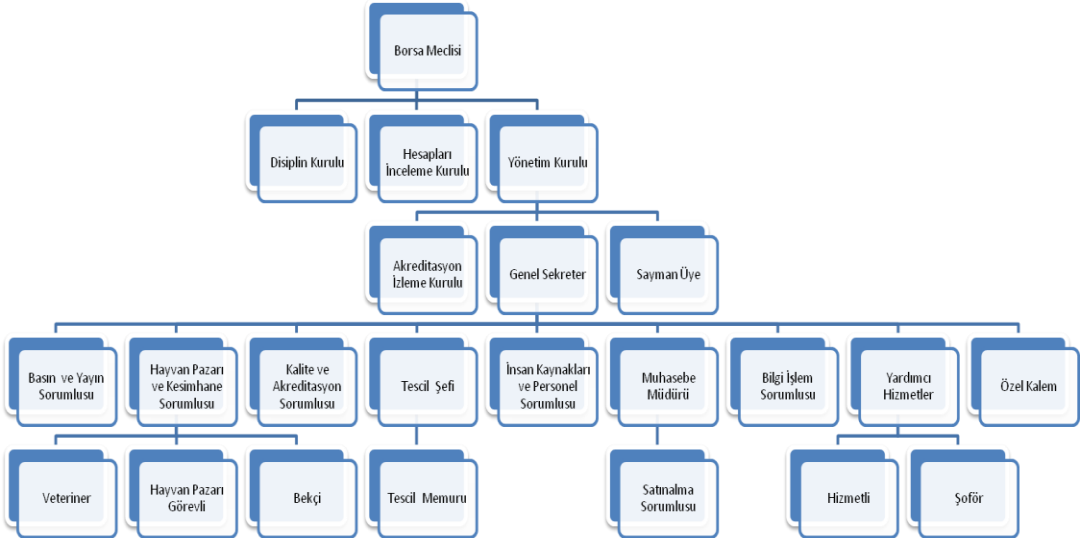 Borsa Meclisi
Disiplin Kurulu
Hesapları
İnceleme Kurulu
Yönetim Kurulu
Akreditasyon
İzleme Kurulu
Genel Sekreter
Sayman Üye
Basın ve Yayın
Sorumlusu
Hayvan Pazarı
ve Kesimhane
Sorumlusu
Kalite ve
Akreditasyon
Sorumlusu
Tescil Şefi
İnsan Kaynakları
ve Personel
Sorumlusu
Muhasebe
Müdürü
Bilgi İşlem
Sorumlusu
Yardımcı
Hizmetler
Özel Kalem
Veteriner
Hayvan Pazarı
Görevli
Bekçi
Tescil Memuru
Satınalma
Sorumlusu
Hizmetli
Şoför